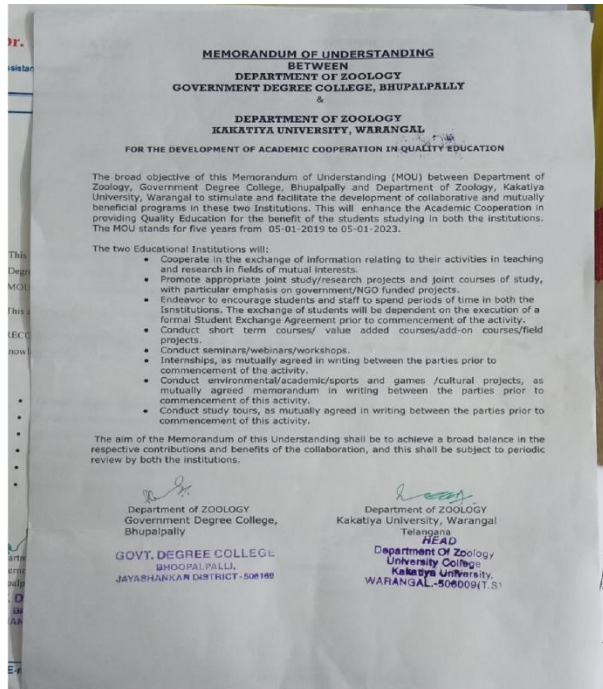 or.
ssistan
MEMORANDUM OF UNDERSTANDING
BETWEEN
DEPARTMENT OF ZOOLOGY
GOVERNMENT DEGREE COLLEGE, BHUPALPALLY
&
DEPARTMENT OF ZOOLOGY
KAKATIYA UNIVERSITY, WARANGAL
FOR THE DEVELOPMENT OF ACADEMIC COOPERATION IN QUALITY EDUCATION
The broad objective of this Memorandum of Understanding (MOU) between Department of
Zoology, Government Degree College, Bhupalpally and Department of Zoology, Kakatiya
University, Warangal to stimulate and facilitate the development of collaborative and mutually
beneficial programs in these two Institutions. This will enhance the Academic Cooperation in
providing Quality Education for the benefit of the students studying in both the institutions.
The MOU stands for five years from 05-01-2019 to 05-01-2023.
The two Educational Institutions will;
• Cooperate in the exchange of information relating to their activities in teaching
and research in fields of mutual interests.
• Promote appropriate joint study/research projects and joint courses of study,
with particular emphasis on government/NGO funded projects.
• Endeavor to encourage students and staff to spend periods of time in both the
Isnstitutions. The exchange of students will be dependent on the execution of a
formal Student Exchange Agreement prior to commencement of the activity.
• Conduct short term courses/ value added courses/add-on courses/field
projects.
• Conduct seminars/webinars/workshops.
• Internships, as mutually agreed in writing between the parties prior to
commencement of the activity.
• Conduct environmental/academic/sports and games /cultural projects, as
mutually agreed memorandum in writing between the parties prior to
commencement of this activity.
• Conduct study tours, as mutually agreed in writing between the parties prior to
commencement of this activity.
The aim of the Memorandum of this Understanding shall be to achieve a broad balance in the
respective contributions and benefits of the collaboration, and this shall be subject to periodic
review by both the institutions.
Department of ZOOLOGY
Government Degree College,
Bhupalpally
GOVT. DEGREE COLLEGE
BHOOPALPALLI,
JAYASHANKAR DISTRICT-506169
Department of ZOOLOGY
Kakatiya University, Warangal
Telangana
HEAD
Department Of Zoology
University College
Kakatiya University,
WARANGAL.-506009(T.S)
This
Degre
MOU
This a
RECO